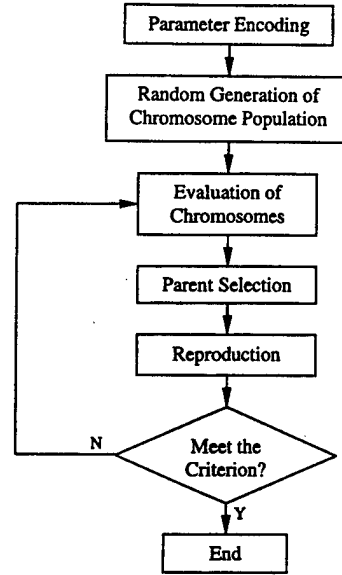 Parameter Encoding
Random Generation of
Chromosome Population
Evaluation of
Chromosomes
Parent Selection
Reproduction
Meet the
Criterion?
N
Y
End